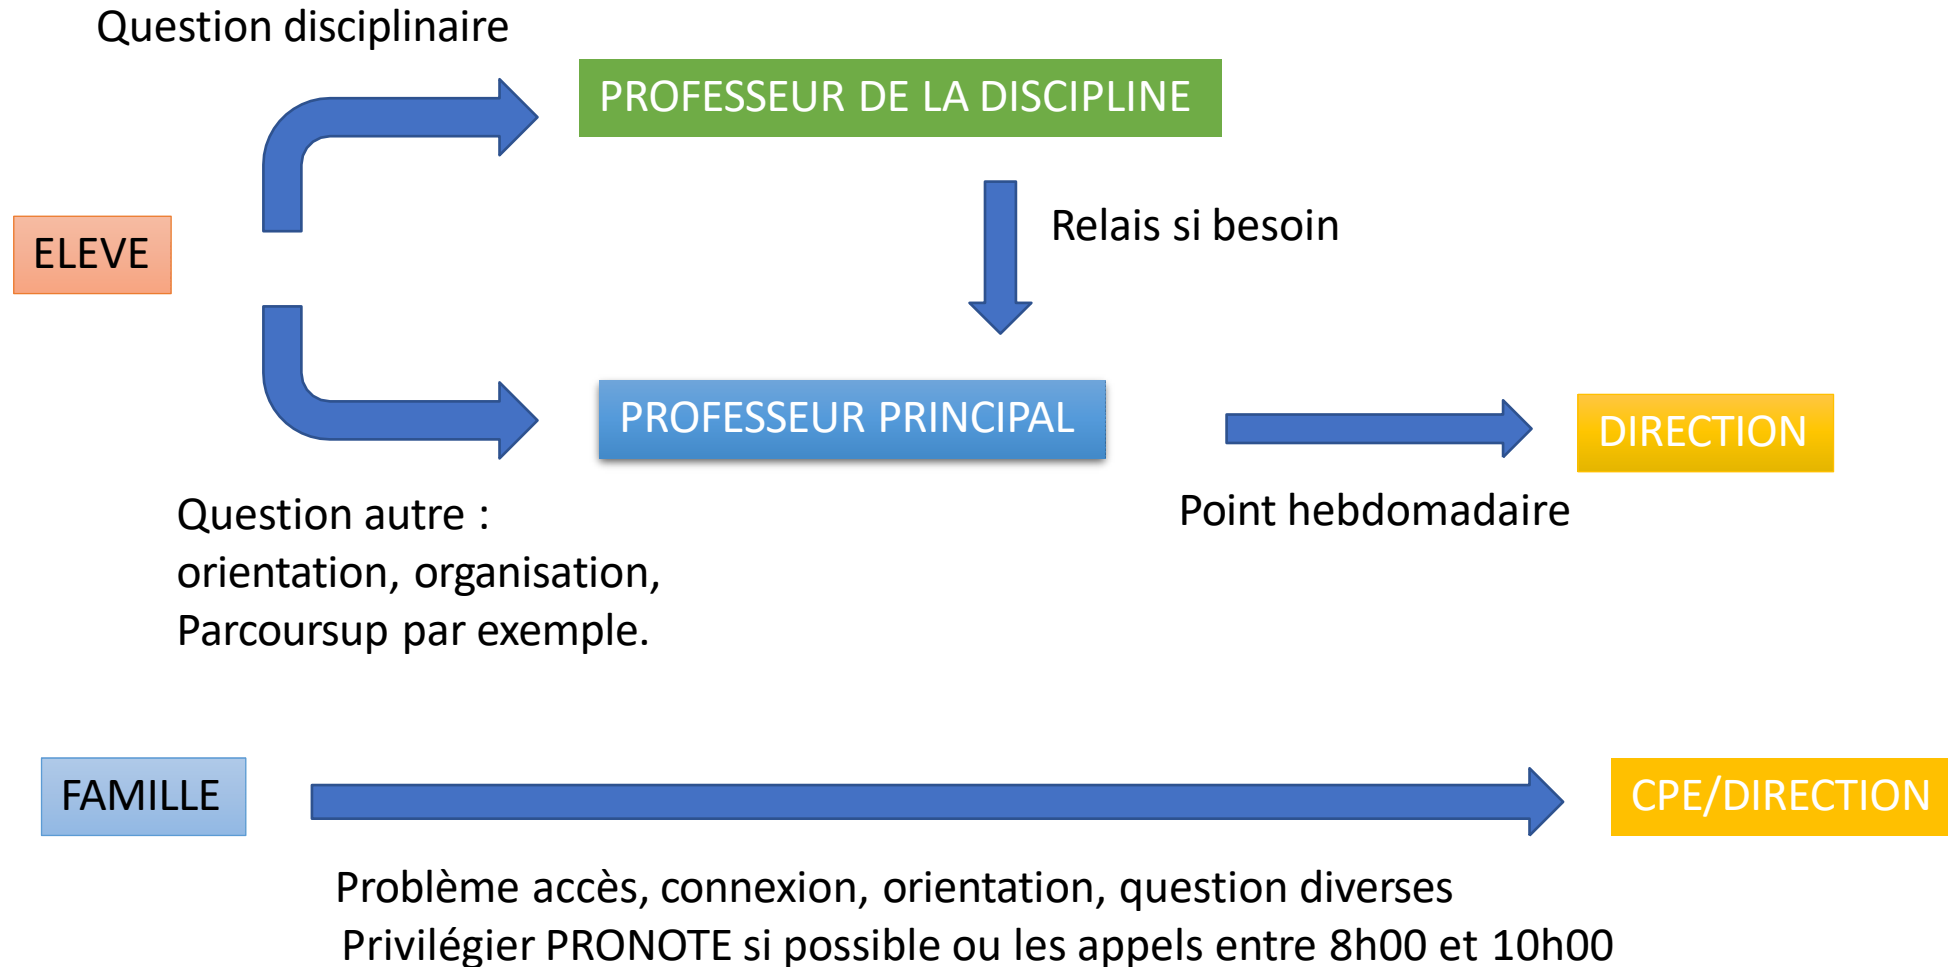 Question disciplinaire
PROFESSEUR DE LA DISCIPLINE
Relais si besoin
ELEVE
PROFESSEUR PRINCIPAL
DIRECTION
Point hebdomadaire
Question autre :
orientation, organisation,
Parcoursup par exemple.
FAMILLE
CPE/DIRECTION
Problème accès, connexion, orientation, question diverses
Privilégier PRONOTE si possible ou les appels entre 8h00 et 10h00